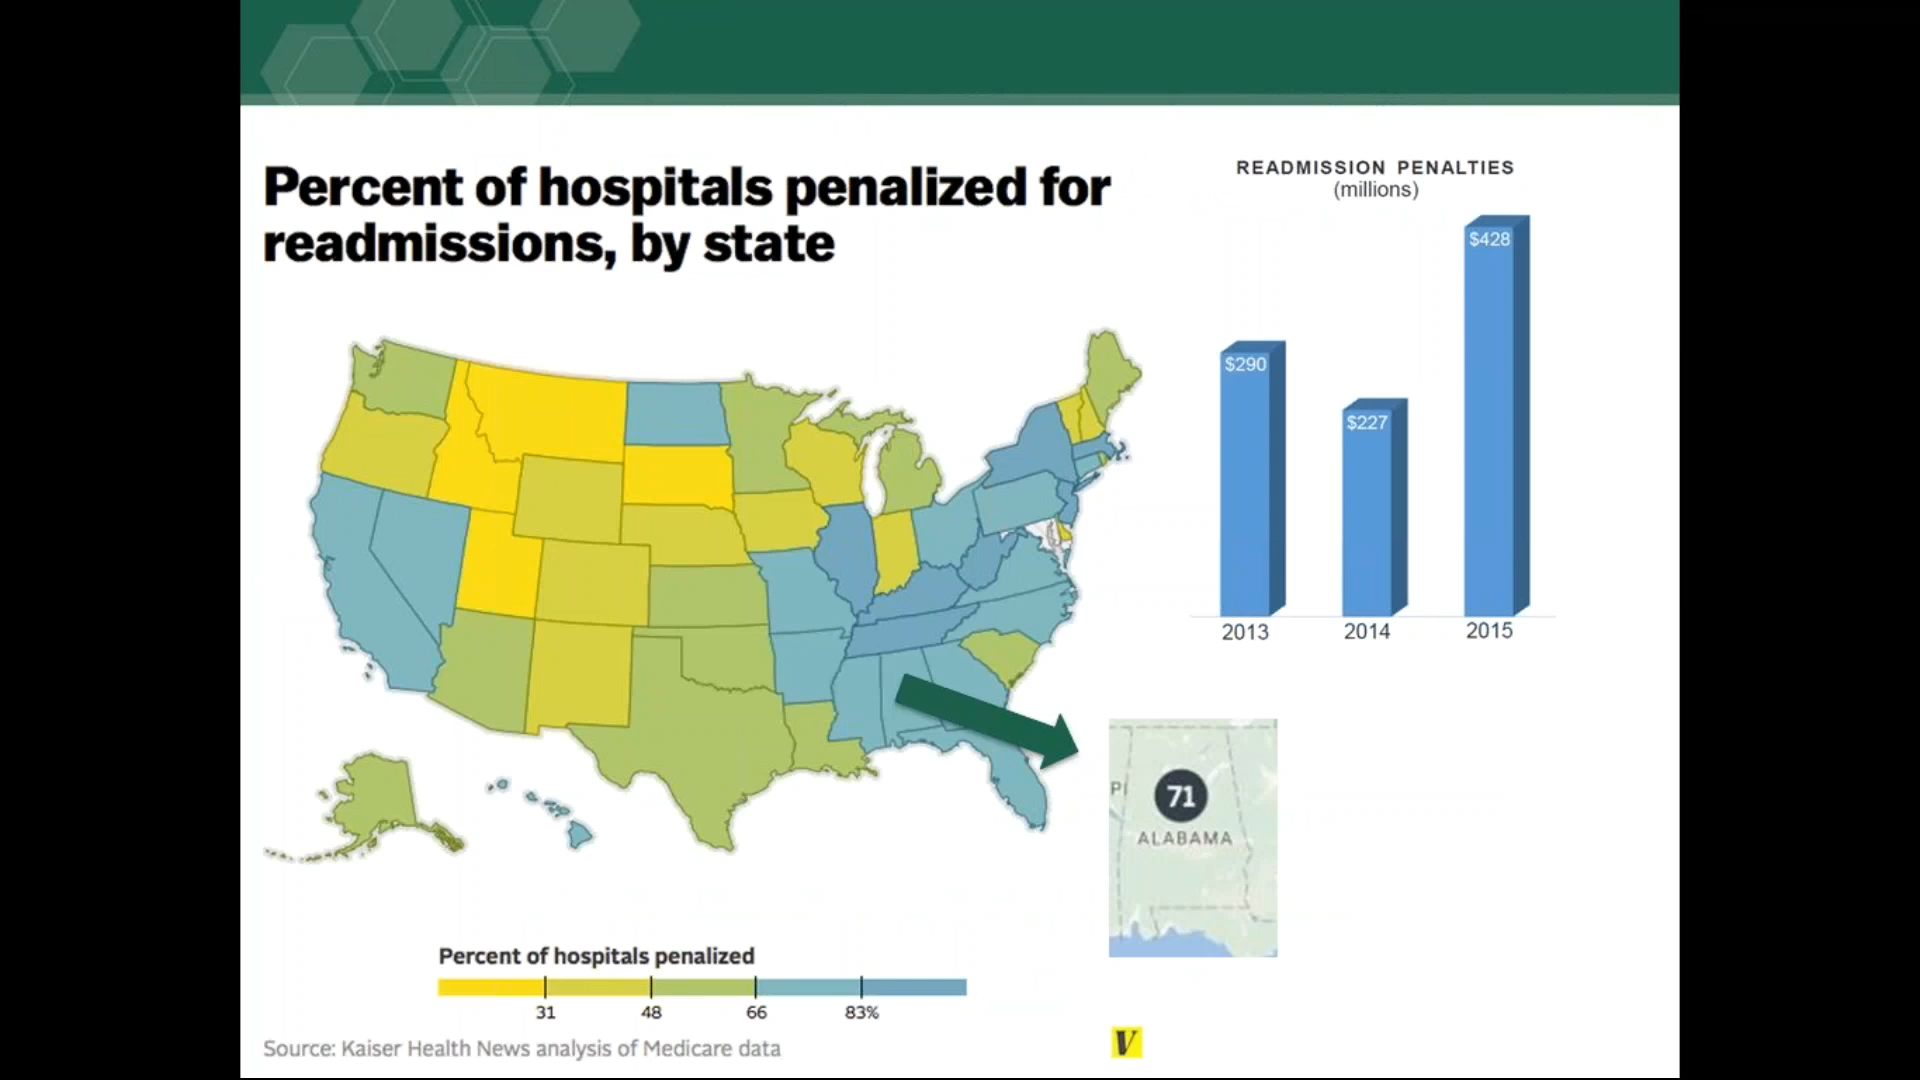 Percent of hospitals penalized for
readmissions, by state
READMISSION PENALTIES
(millions)
$428
$290
$227
2013
2014
2015
P
71
ALABAMA
Percent of hospitals penalized
31
48
66
83%
Source: Kaiser Health News analysis of Medicare data
V